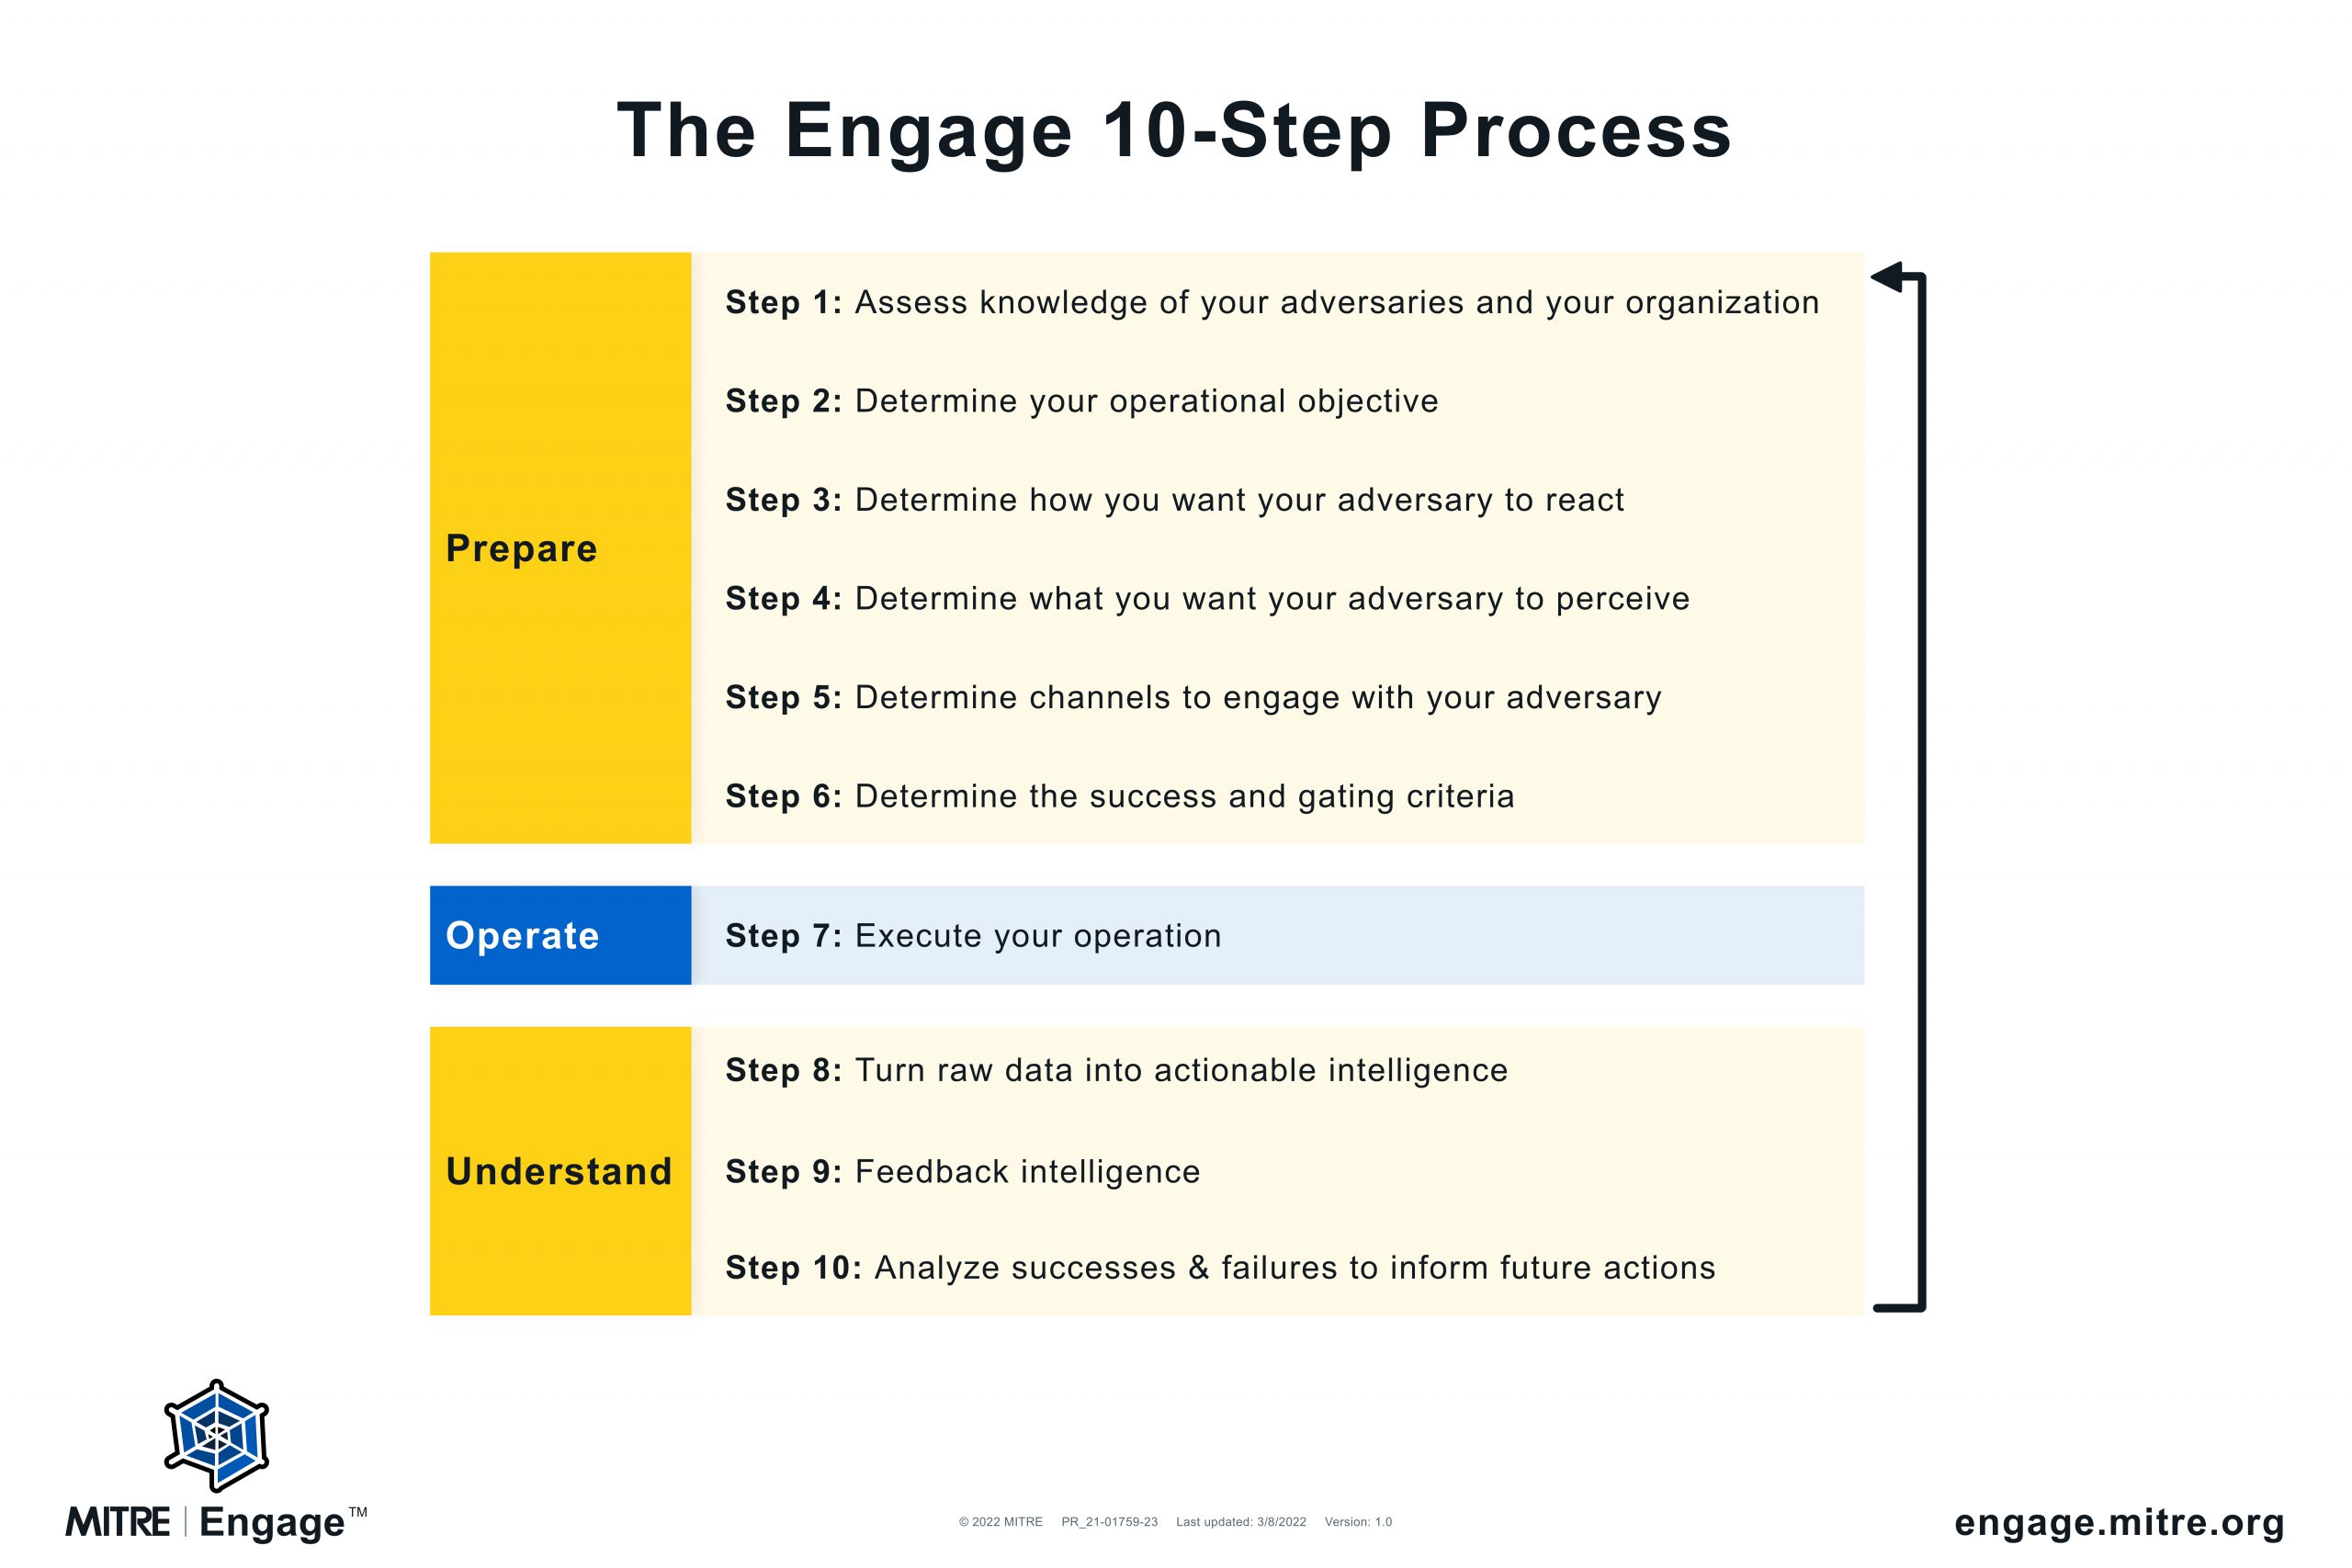 The Engage 10-Step Process
Prepare
Step 1: Assess knowledge of your adversaries and your organization
Step 2: Determine your operational objective
Step 3: Determine how you want your adversary to react
Step 4: Determine what you want your adversary to perceive
Step 5: Determine channels to engage with your adversary
Step 6: Determine the success and gating criteria
Operate
Step 7: Execute your operation
Understand
Step 8: Turn raw data into actionable intelligence
Step 9: Feedback intelligence
Step 10: Analyze successes & failures to inform future actions
MITRE | Engage™
© 2022 MITRE PR_21-01759-23 Last updated: 3/8/2022 Version: 1.0
engage.mitre.org